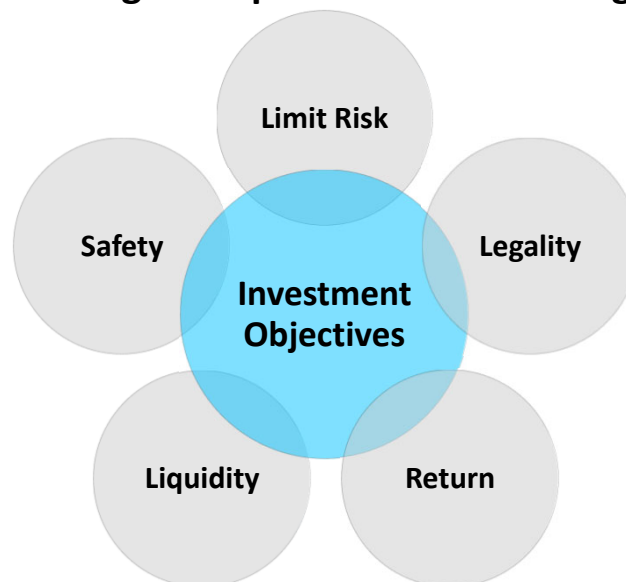 Limit Risk
Safety
Legality
Investment
Objectives
Liquidity
Return